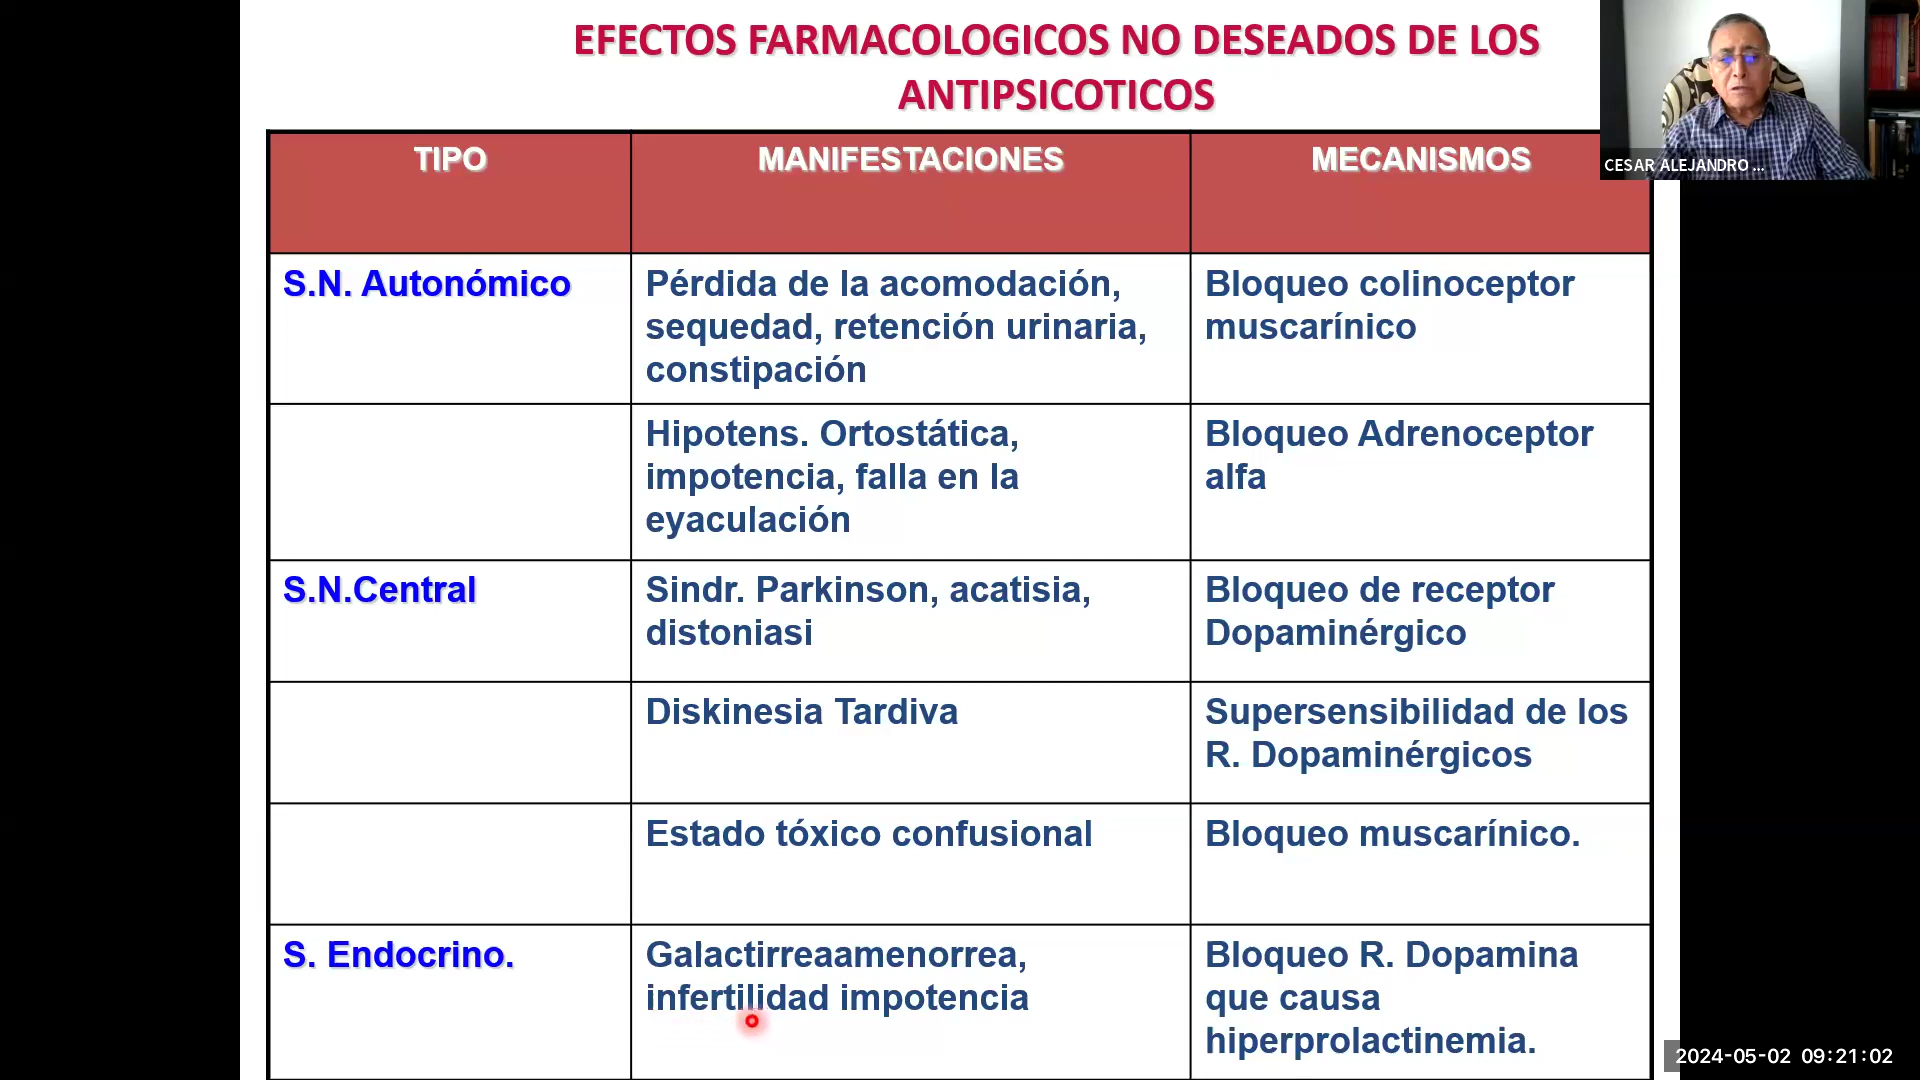 EFECTOS FARMACOLOGICOS NO DESEADOS DE LOS
ANTIPSICOTICOS
TIPO
MANIFESTACIONES
MECANISMOS
S.N. Autonómico
Pérdida de la acomodación,
sequedad, retención urinaria,
constipación
Bloqueo colinoceptor
muscarínico
Hipotens. Ortostática,
impotencia, falla en la
eyaculación
Bloqueo Adrenoceptor
alfa
S.N.Central
Sindr. Parkinson, acatisia,
distoniasi
Bloqueo de receptor
Dopaminérgico
Diskinesia Tardiva
Supersensibilidad de los
R. Dopaminérgicos
Estado tóxico confusional
Bloqueo muscarínico.
S. Endocrino.
Galactirreaamenorrea,
infertilidad impotencia
Bloqueo R. Dopamina
que causa
hiperprolactinemia.
CESAR ALEJANDRO ...
2024-05-02 09:21:02